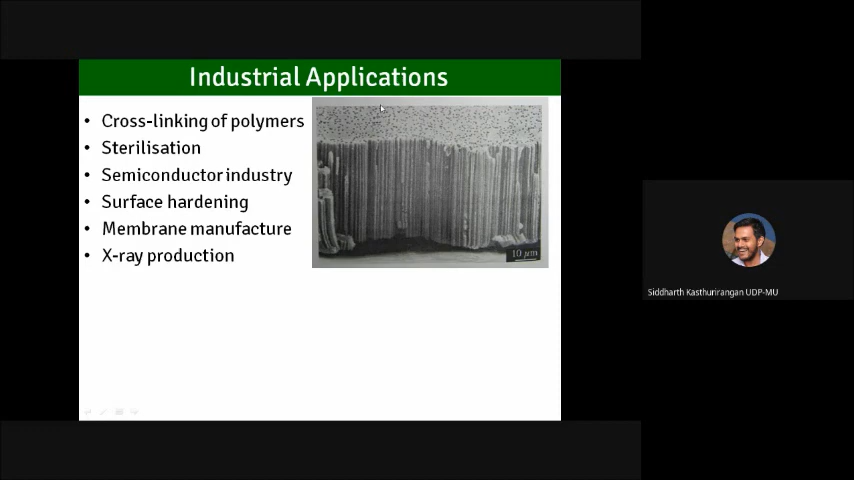 Industrial Applications
• Cross-linking of polymers
• Sterilisation
• Semiconductor industry
• Surface hardening
• Membrane manufacture
• X-ray production
10 μm
Siddharth Kasthurirangan UDP-MU